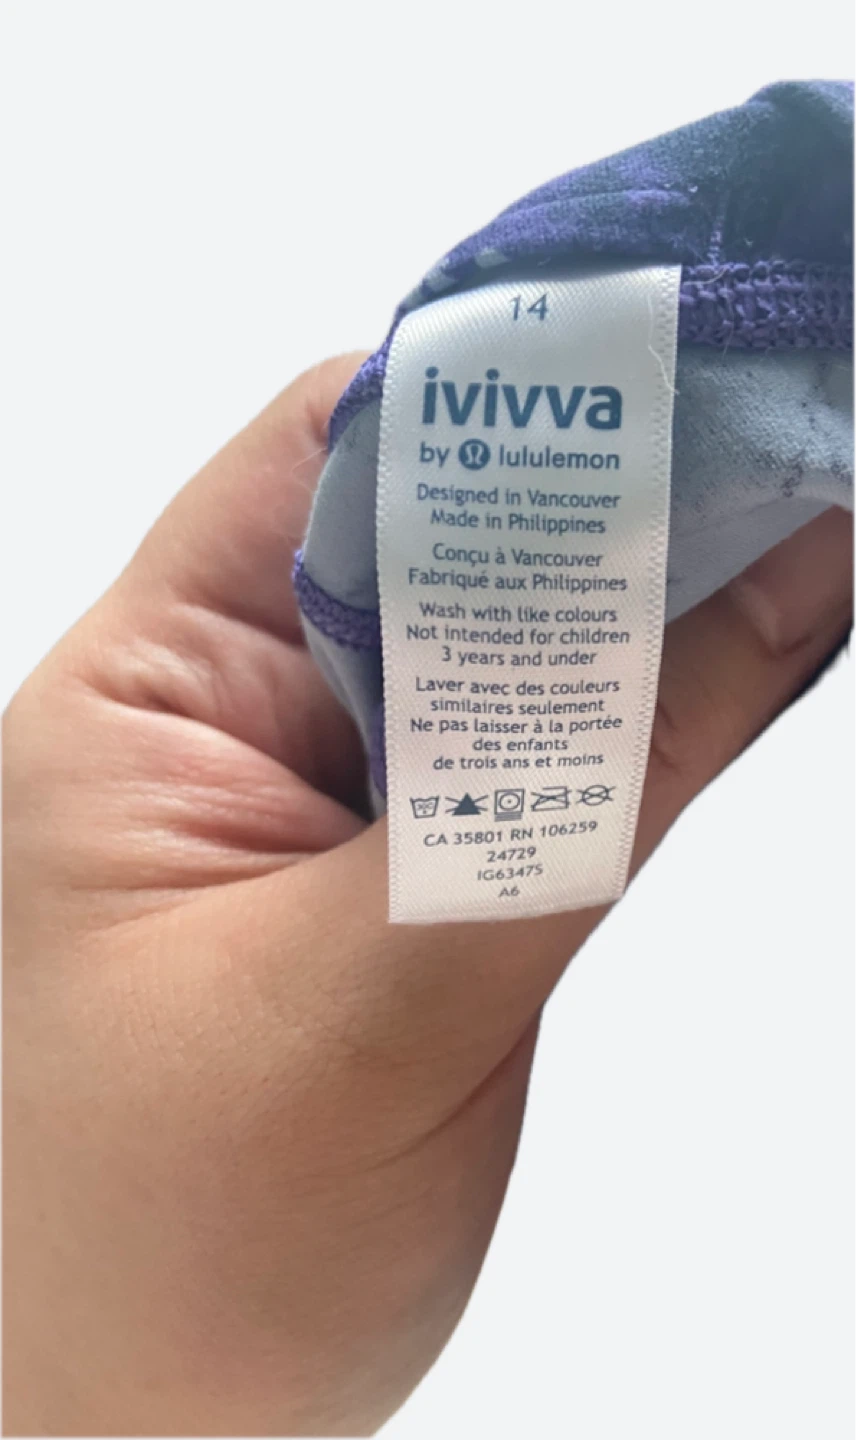 14
ivivva
by lululemon
Designed in Vancouver
Made in Philippines
Conçu à Vancouver
Fabriqué aux Philippines
Wash with like colours
Not intended for children
3 years and under
Laver avec des couleurs
similaires seulement
Ne pas laisser à la portée
des enfants
de trois ans et moins
CA 35801 RN 106259
24729
IG6347S
A6